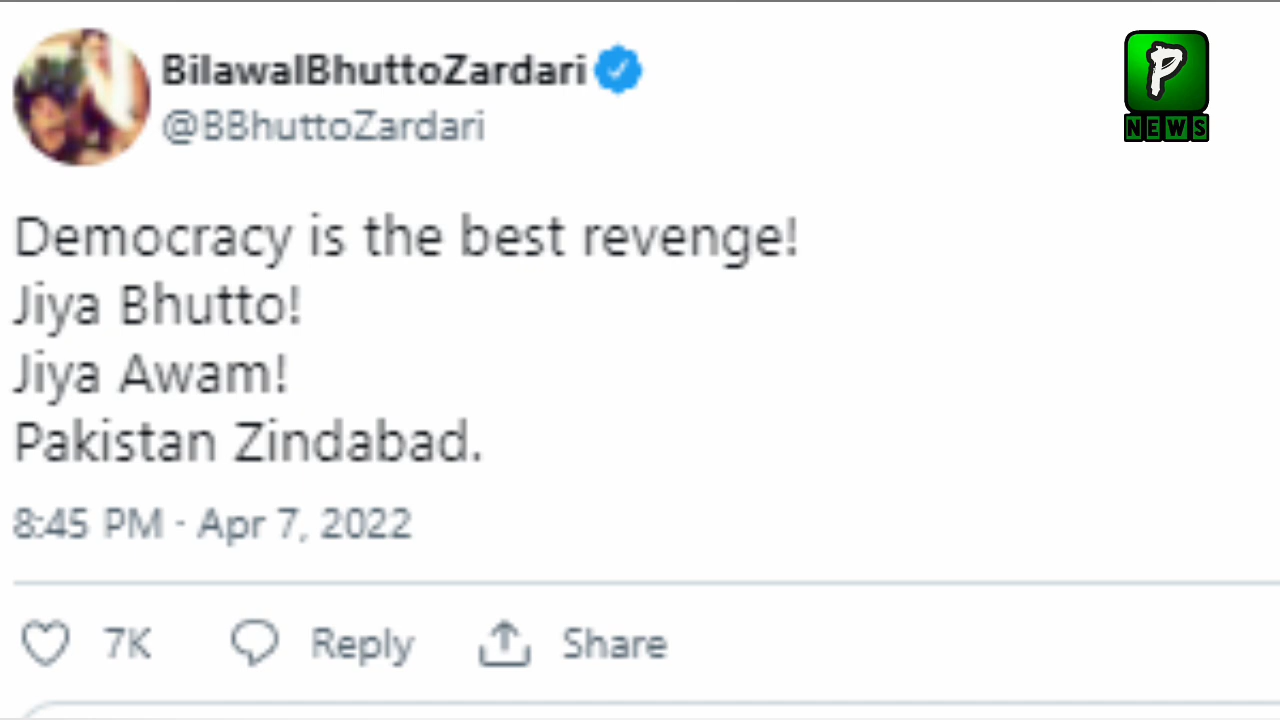 BilawalBhuttoZardari
@BBhuttoZardari
P
NEWS
Democracy is the best revenge!
Jiya Bhutto!
Jiya Awam!
Pakistan Zindabad.
8:45 PM · Apr 7, 2022
7K Reply Share